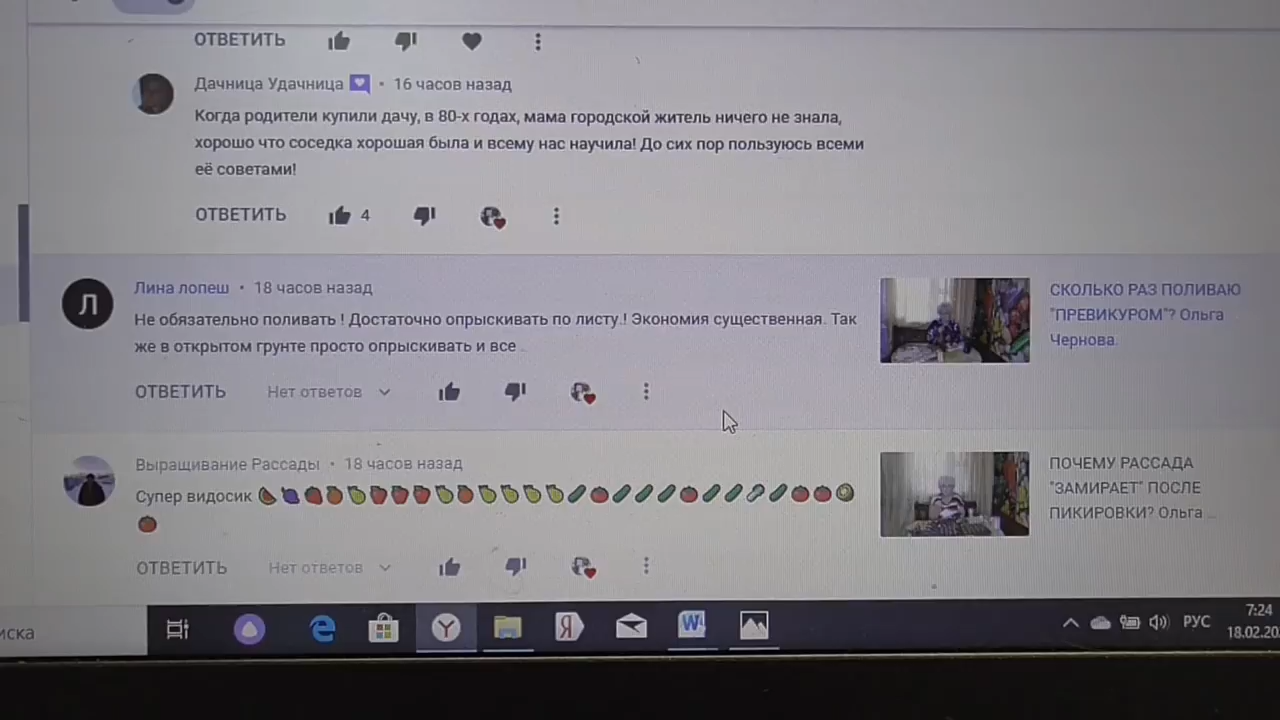 ОТВЕТИТЬ
Дачница Удачница • 16 часов назад
Когда родители купили дачу, в 80-х годах, мама городской житель ничего не знала,
хорошо что соседка хорошая была и всему нас научила! До сих пор пользуюсь всеми
её советами!
ОТВЕТИТЬ 4
Лина лопеш • 18 часов назад
Не обязательно поливать ! Достаточно опрыскивать по листу.! Экономия существенная. Так
же в открытом грунте просто опрыскивать и все
ОТВЕТИТЬ Нет ответов
СКОЛЬКО РАЗ ПОЛИВАЮ
"ПРЕВИКУРОМ"? Ольга
Чернова.
Выращивание Рассады • 18 часов назад
Супер видосик 🍉🍆🍓🍊🍐🍎🍎🍎🍐🍊🍐🍐🍐🍐🥒🍅🥒🥒🥒🍅🥒🥒🥒🍅🍅🥝
🍅
ОТВЕТИТЬ Нет ответов
ПОЧЕМУ РАССАДА
"ЗАМИРАЕТ" ПОСЛЕ
ПИКИРОВКИ? Ольга ...
иска
РУС
7:24
18.02.20